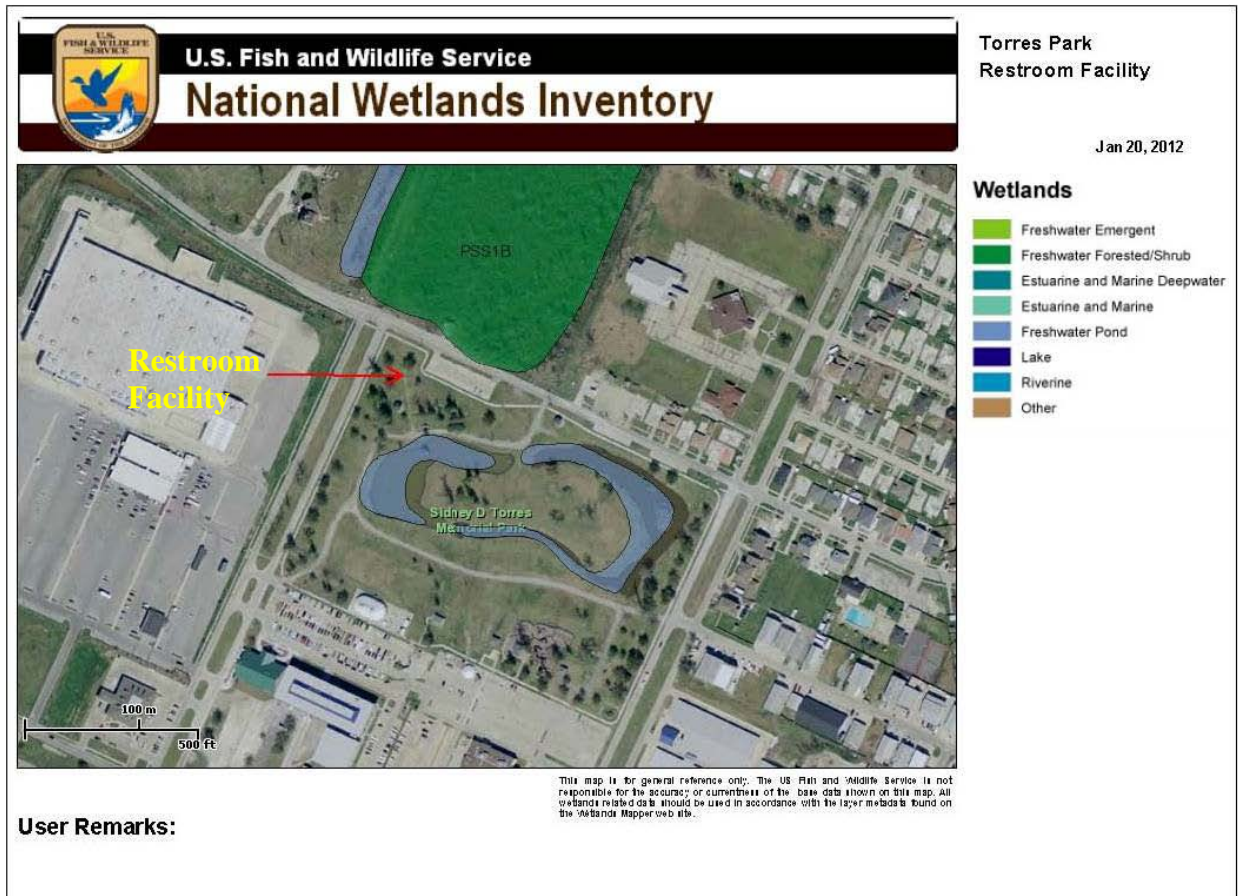 U.S.
FISH & WILDLIFE
SERVICE
U.S. Fish and Wildlife Service
National Wetlands Inventory
Torres Park
Restroom Facility
Jan 20, 2012
Wetlands
Freshwater Emergent
Freshwater Forested/Shrub
Estuarine and Marine Deepwater
Estuarine and Marine
Freshwater Pond
Lake
Riverine
Other
PSS1B
Restroom
Facility
Sidney D Torres
Memorial Park
100 m
500 ft
This map is for general reference only. The US Fish and Wildlife Service is not
responsible for the accuracy or currentness of the base data shown on this map. All
wetlands related data should be used in accordance with the layer metadata found on
the Wetlands Mapper web site.
User Remarks: